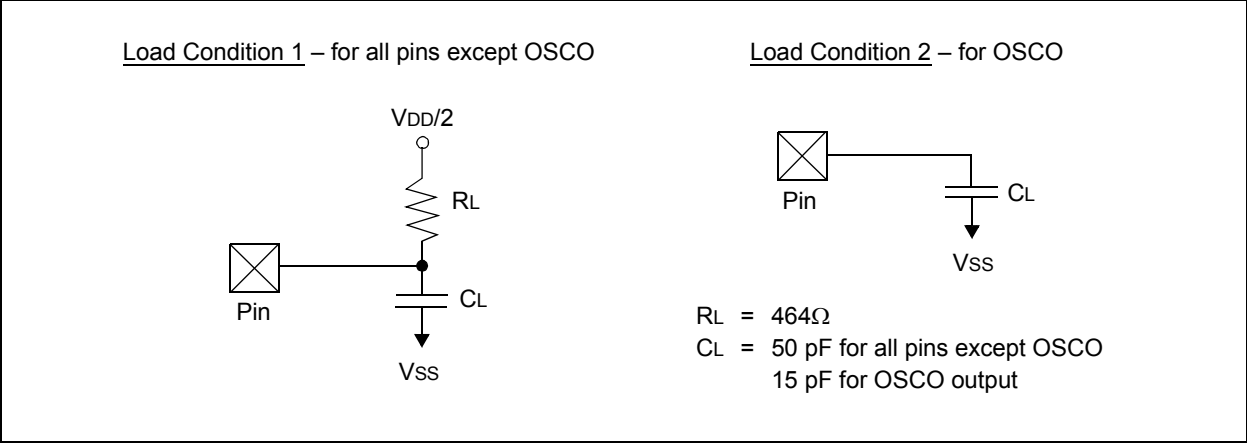 Load Condition 1 – for all pins except OSCO
VDD/2
RL
Pin
CL
VSS
Load Condition 2 – for OSCO
Pin
CL
VSS
RL = 464Ω
CL = 50 pF for all pins except OSCO
15 pF for OSCO output